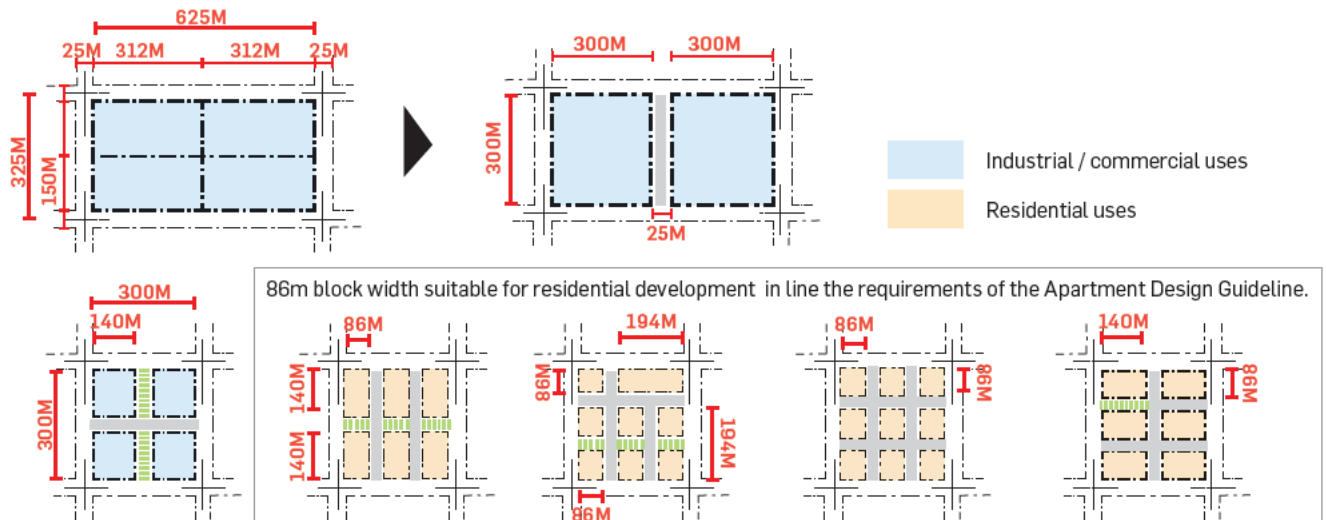 625M
25M 312M 312M 25M
325M
150M
300M 300M
300M
25M
Industrial / commercial uses
Residential uses
300M
140M
300M
86m block width suitable for residential development in line the requirements of the Apartment Design Guideline.
86M
140M
140M
194M
86M
194M
86M
86M
86M
140M
86M